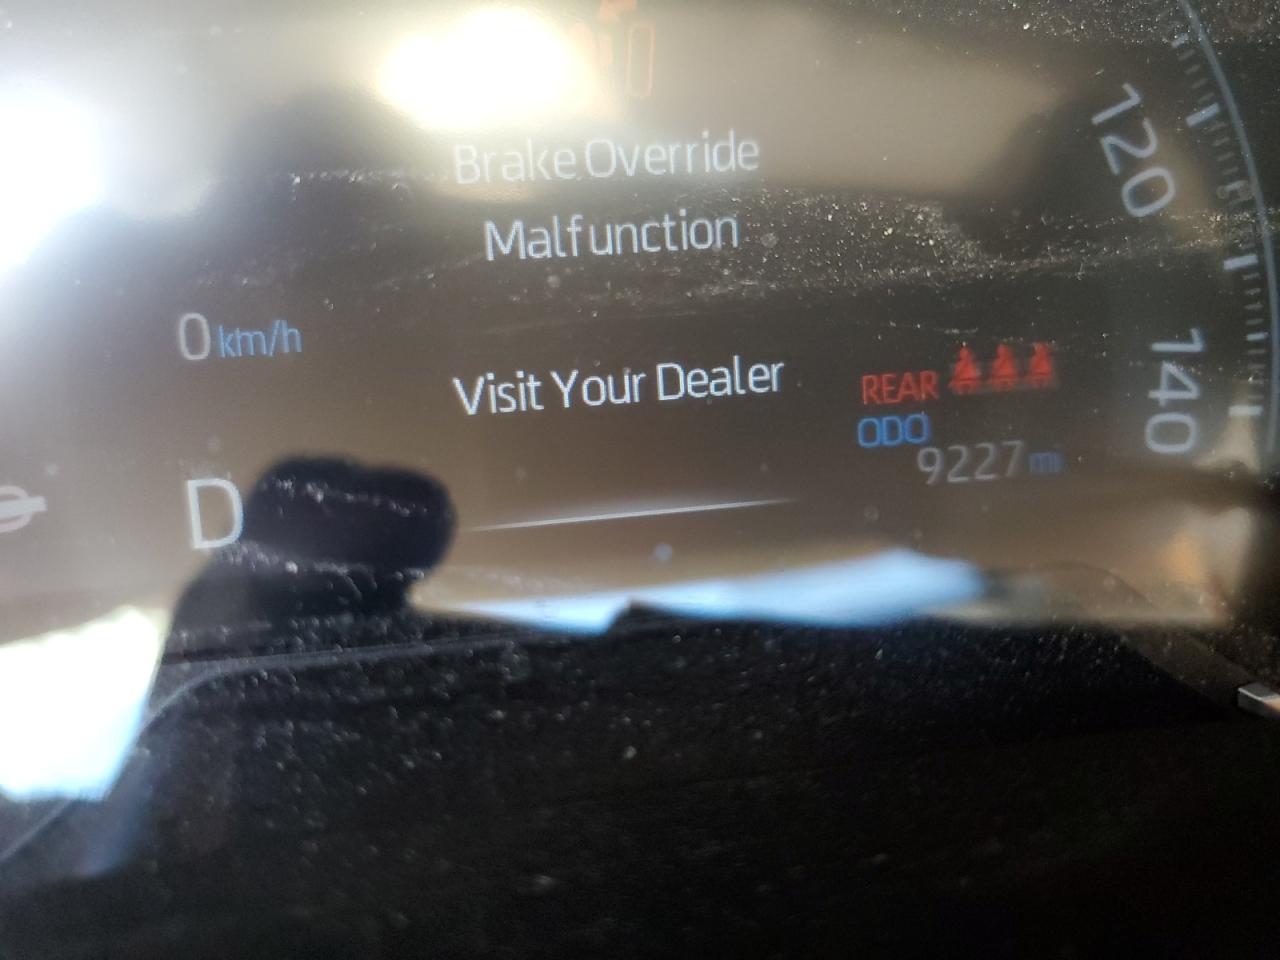 Brake Override
Malfunction
120
0 km/h
Visit Your Dealer
REAR
140
ODO
9227 mi
D